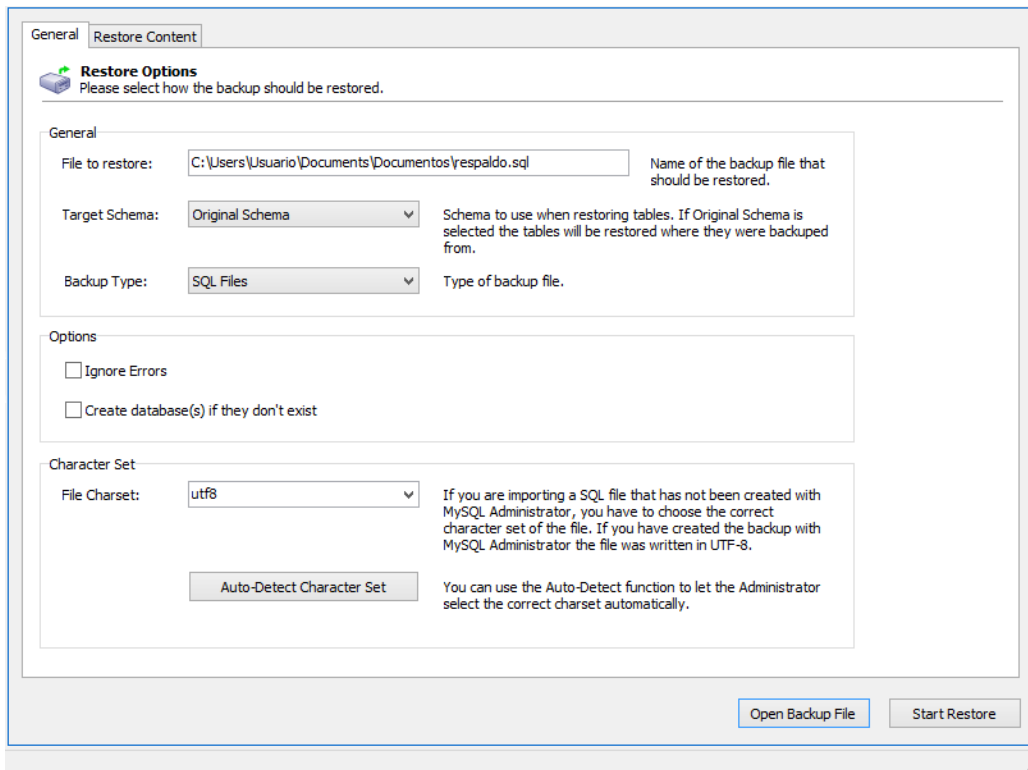 General
Restore Content
Restore Options
Please select how the backup should be restored.
General
File to restore:
C:\Users\Usuario\Documents\Documentos\respaldo.sql
Name of the backup file that
should be restored.
Target Schema:
Original Schema
Schema to use when restoring tables. If Original Schema is
selected the tables will be restored where they were backuped
from.
Backup Type:
SQL Files
Type of backup file.
Options
Ignore Errors
Create database(s) if they don't exist
Character Set
File Charset:
utf8
If you are importing a SQL file that has not been created with
MySQL Administrator, you have to choose the correct
character set of the file. If you have created the backup with
MySQL Administrator the file was written in UTF-8.
Auto-Detect Character Set
You can use the Auto-Detect function to let the Administrator
select the correct charset automatically.
Open Backup File
Start Restore